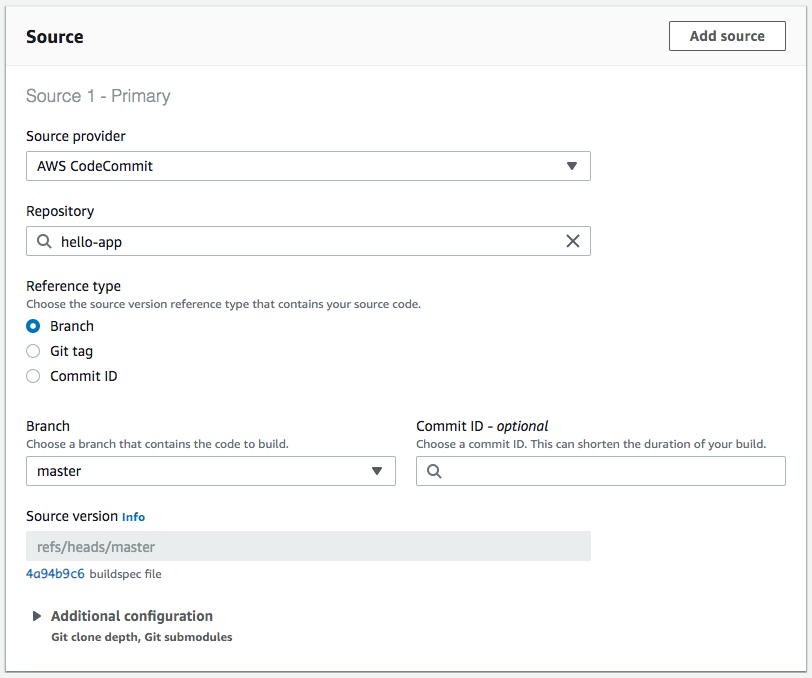 Source
Add source
Source 1 - Primary
Source provider
AWS CodeCommit
Repository
hello-app
Reference type
Choose the source version reference type that contains your source code.
Branch
Git tag
Commit ID
Branch
Choose a branch that contains the code to build.
master
Commit ID - optional
Choose a commit ID. This can shorten the duration of your build.
Source version Info
refs/heads/master
4a94b9c6 buildspec file
Additional configuration
Git clone depth, Git submodules